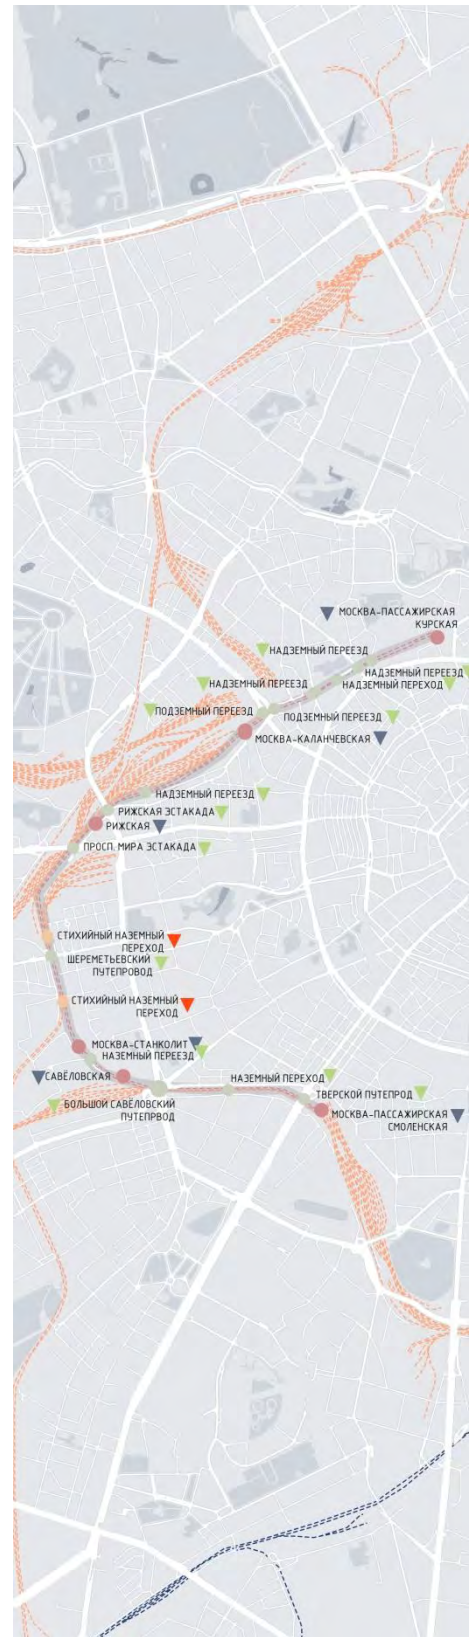 МОСКВА-ПАССАЖИРСКАЯ
КУРСКАЯ
НАДЗЕМНЫЙ ПЕРЕЕЗД
НАДЗЕМНЫЙ ПЕРЕЕЗД
НАДЗЕМНЫЙ ПЕРЕЕЗД
НАДЗЕМНЫЙ ПЕРЕХОД
ПОДЗЕМНЫЙ ПЕРЕЕЗД
ПОДЗЕМНЫЙ ПЕРЕЕЗД
МОСКВА-КАЛАНЧЕВСКАЯ
НАДЗЕМНЫЙ ПЕРЕЕЗД
РИЖСКАЯ ЭСТАКАДА
РИЖСКАЯ
ПРОСП. МИРА ЭСТАКАДА
СТИХИЙНЫЙ НАЗЕМНЫЙ
ПЕРЕХОД
ШЕРЕМЕТЬЕВСКИЙ
ПУТЕПРОВОД
СТИХИЙНЫЙ НАЗЕМНЫЙ
ПЕРЕХОД
МОСКВА-СТАНКОЛИТ
НАЗЕМНЫЙ ПЕРЕЕЗД
САВЁЛОВСКАЯ
НАЗЕМНЫЙ ПЕРЕХОД
ТВЕРСКОЙ ПУТЕПРОД
БОЛЬШОЙ САВЁЛОВСКИЙ
ПУТЕПРВОД
МОСКВА-ПАССАЖИРСКАЯ
СМОЛЕНСКАЯ